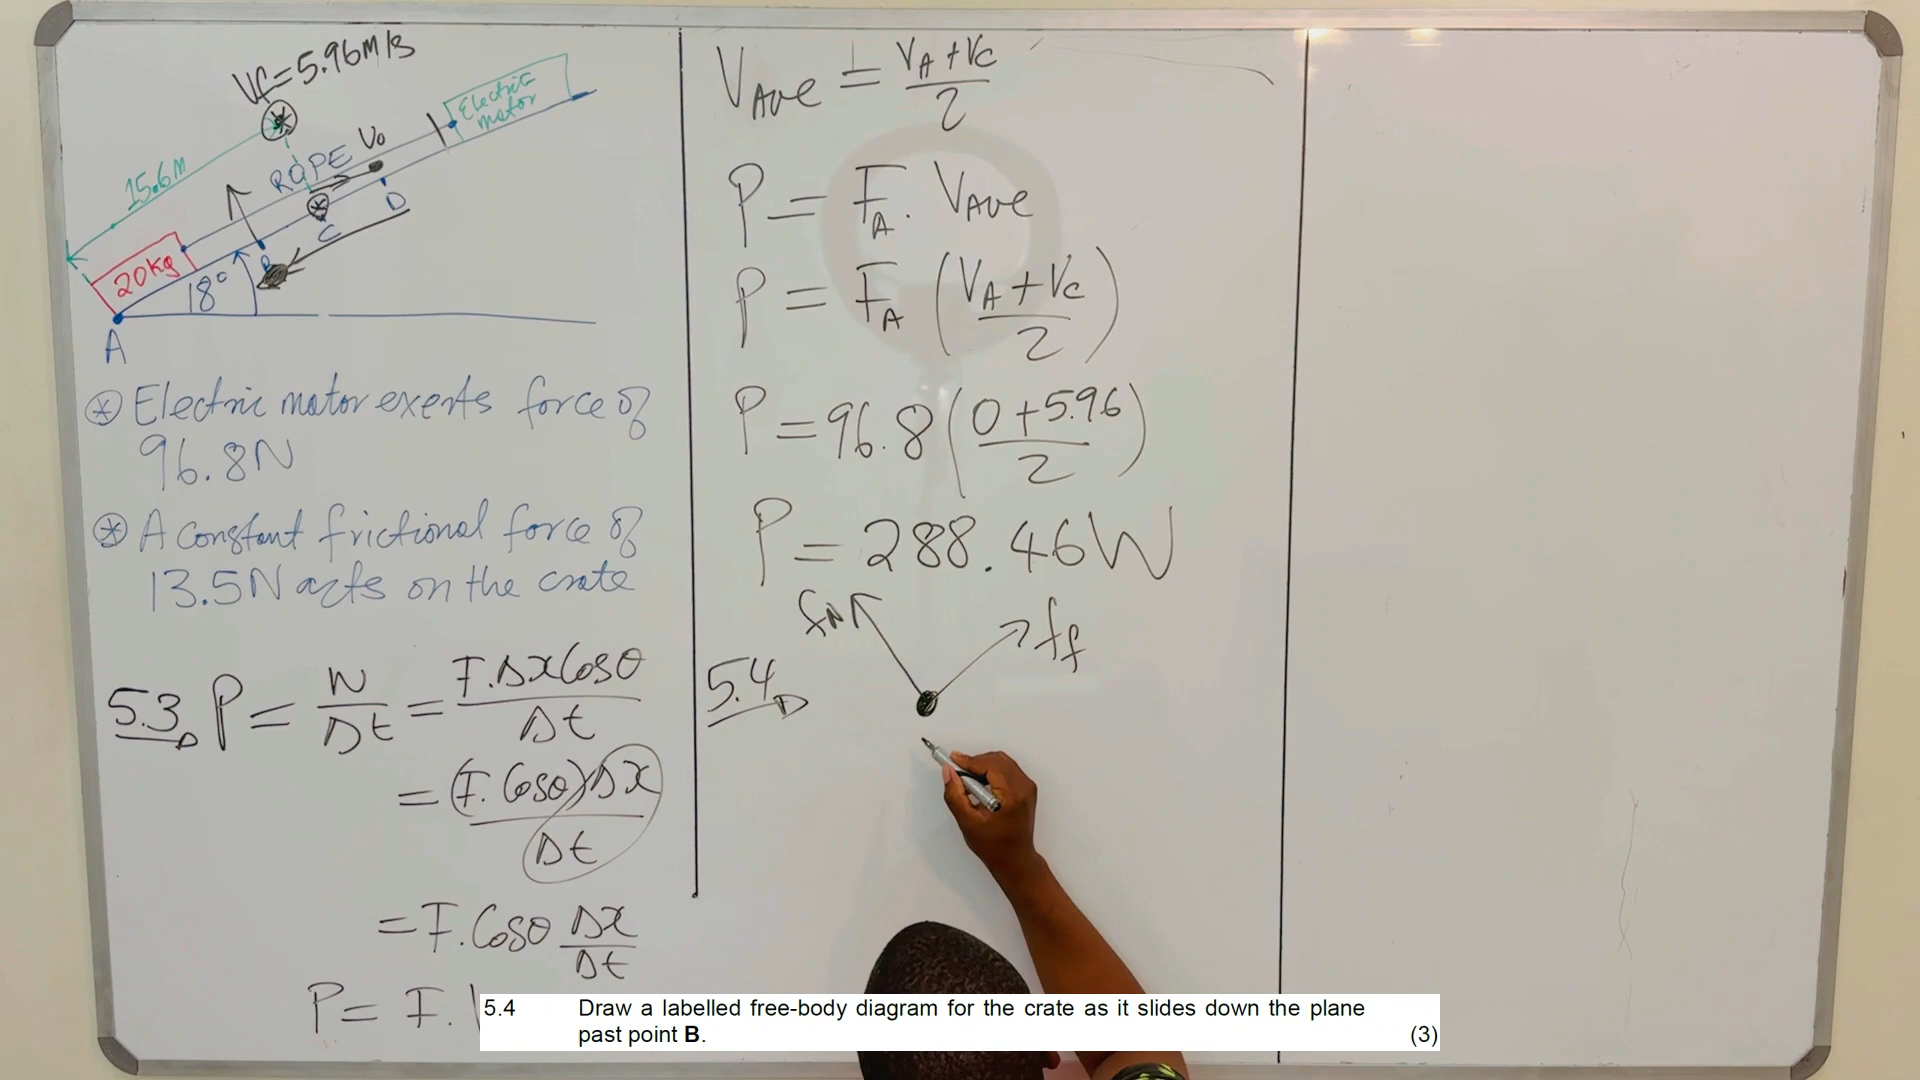 Vf=5.96M/s
Electric
motor
15.6M
ROPE
V₀
20kg
18°
A
B
C
D
⊛ Electric motor exerts force of
96.8N
⊛ A constant frictional force of
13.5N acts on the crate
5.3 P = W/Δt = F.ΔxCosθ/Δt
= (F.Cosθ)Δx/Δt
= F.Cosθ Δx/Δt
P = F.
VAve = (VA + Vc)/2
P = FA. VAve
P = FA ((VA + Vc)/2)
P = 96.8 ((0 + 5.96)/2)
P = 288.46W
5.4
fN
ff
5.4 Draw a labelled free-body diagram for the crate as it slides down the plane
past point B. (3)